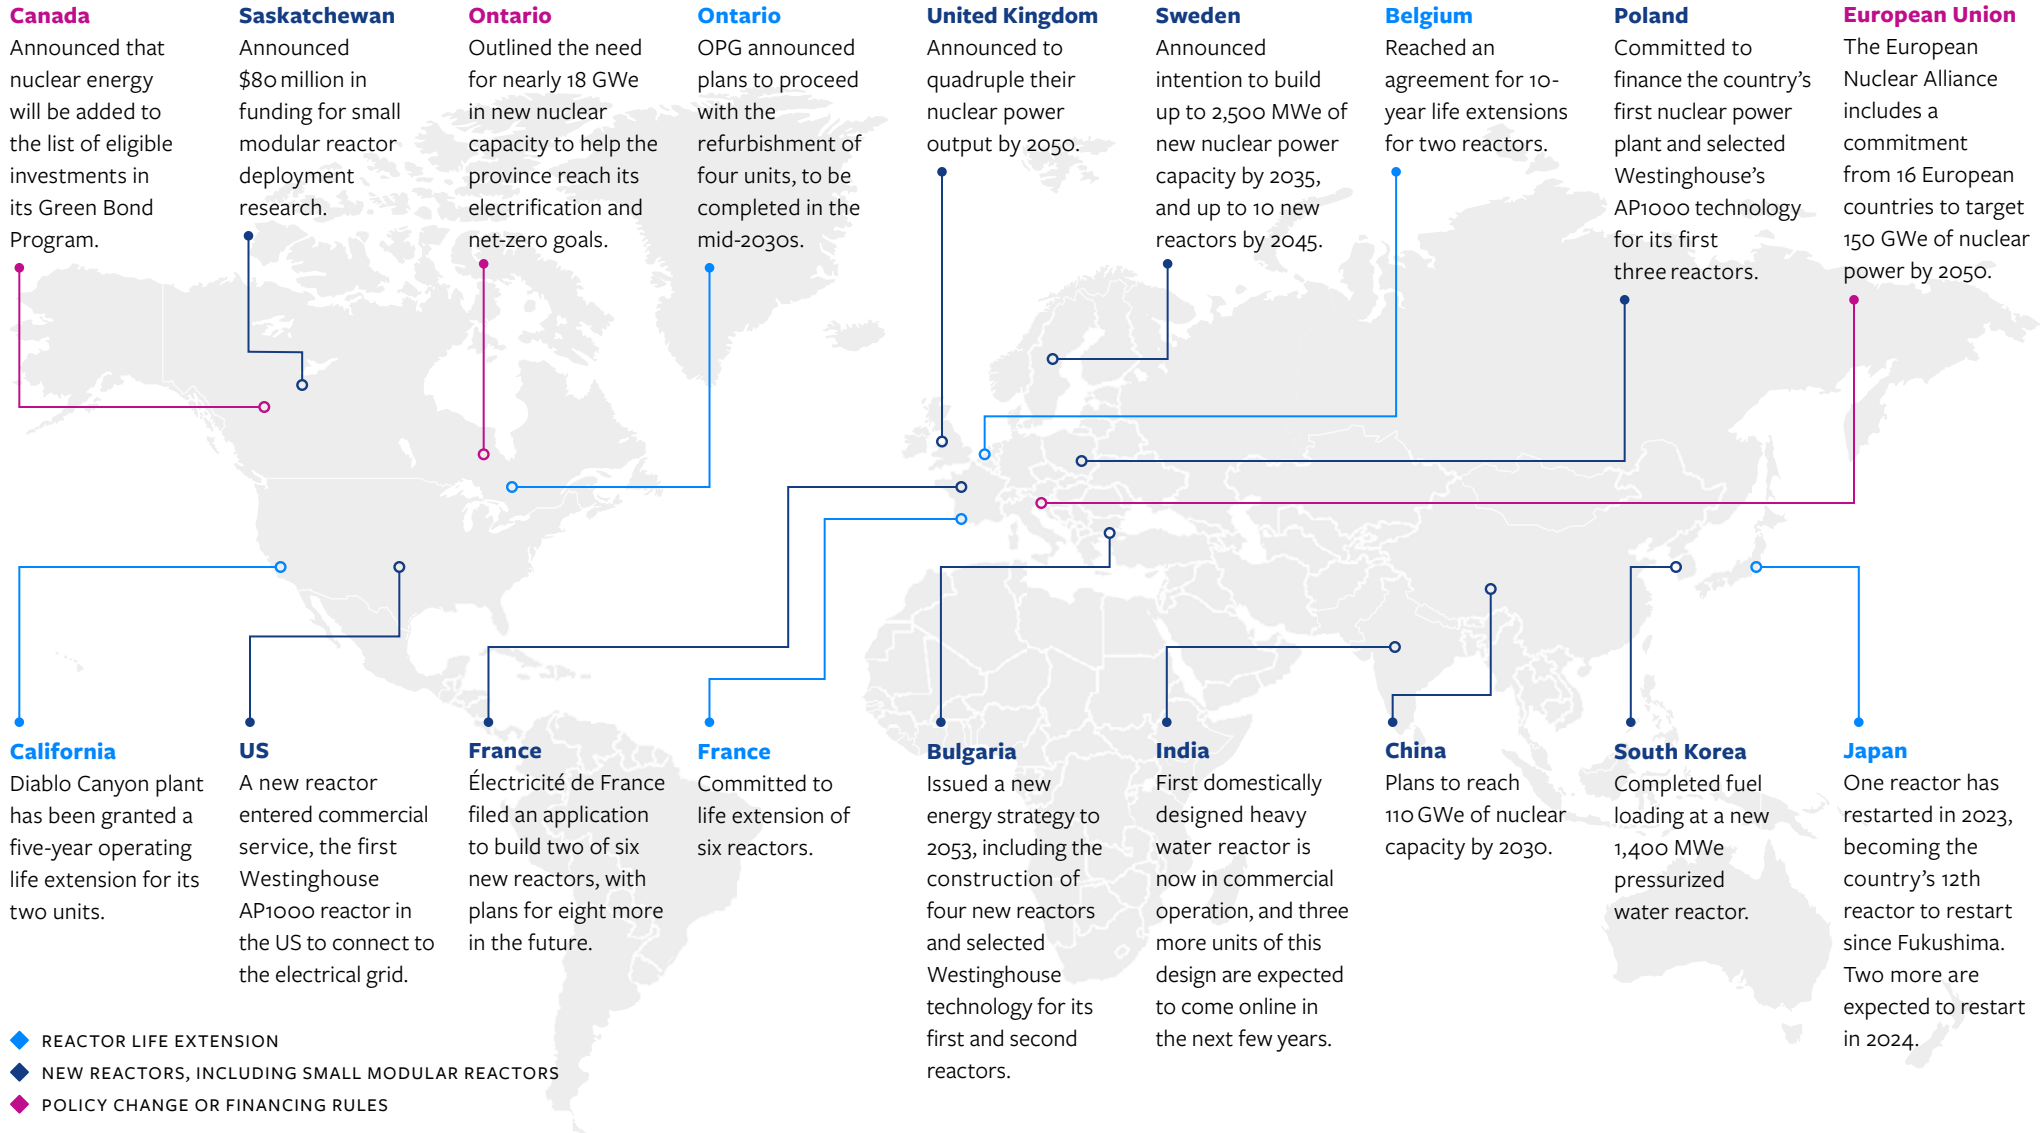 Canada
Announced that
nuclear energy
will be added to
the list of eligible
investments in
its Green Bond
Program.
Saskatchewan
Announced
$80 million in
funding for small
modular reactor
deployment
research.
Ontario
Outlined the need
for nearly 18 GWe
in new nuclear
capacity to help the
province reach its
electrification and
net-zero goals.
Ontario
OPG announced
plans to proceed
with the
refurbishment of
four units, to be
completed in the
mid-2030s.
United Kingdom
Announced to
quadruple their
nuclear power
output by 2050.
Sweden
Announced
intention to build
up to 2,500 MWe of
new nuclear power
capacity by 2035,
and up to 10 new
reactors by 2045.
Belgium
Reached an
agreement for 10-
year life extensions
for two reactors.
Poland
Committed to
finance the country’s
first nuclear power
plant and selected
Westinghouse’s
AP1000 technology
for its first
three reactors.
European Union
The European
Nuclear Alliance
includes a
commitment
from 16 European
countries to target
150 GWe of nuclear
power by 2050.
California
Diablo Canyon plant
has been granted a
five-year operating
life extension for its
two units.
US
A new reactor
entered commercial
service, the first
Westinghouse
AP1000 reactor in
the US to connect to
the electrical grid.
France
Électricité de France
filed an application
to build two of six
new reactors, with
plans for eight more
in the future.
France
Committed to
life extension of
six reactors.
Bulgaria
Issued a new
energy strategy to
2053, including the
construction of
four new reactors
and selected
Westinghouse
technology for its
first and second
reactors.
India
First domestically
designed heavy
water reactor is
now in commercial
operation, and three
more units of this
design are expected
to come online in
the next few years.
China
Plans to reach
110 GWe of nuclear
capacity by 2030.
South Korea
Completed fuel
loading at a new
1,400 MWe
pressurized
water reactor.
Japan
One reactor has
restarted in 2023,
becoming the
country’s 12th
reactor to restart
since Fukushima.
Two more are
expected to restart
in 2024.
REACTOR LIFE EXTENSION
NEW REACTORS, INCLUDING SMALL MODULAR REACTORS
POLICY CHANGE OR FINANCING RULES